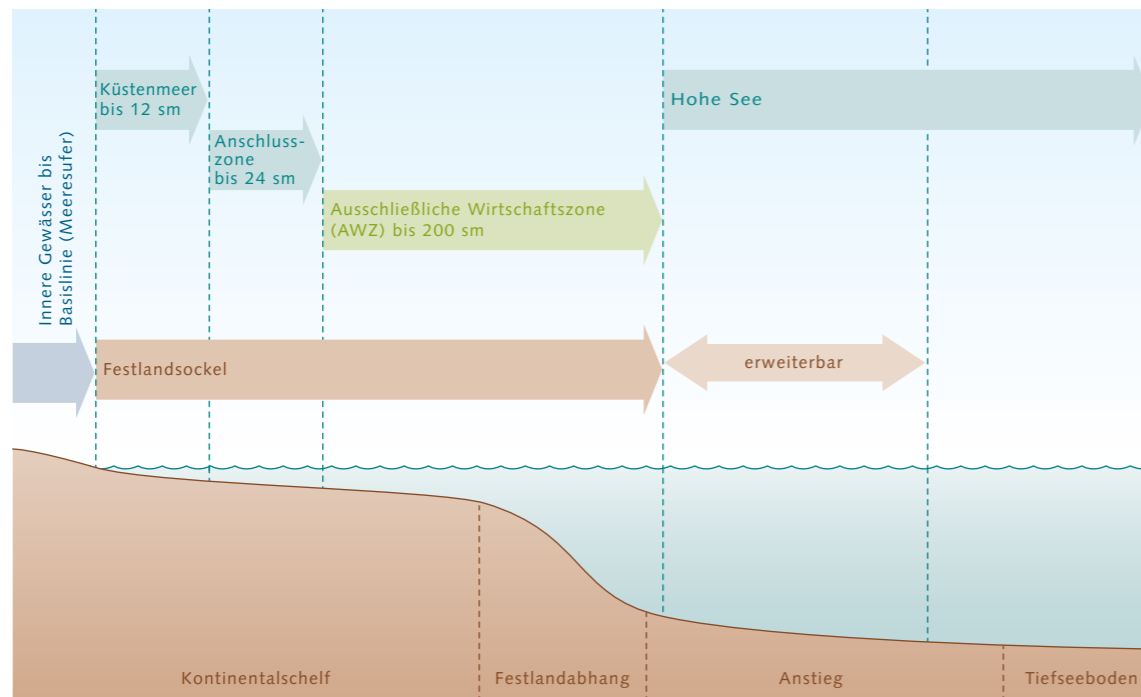 Küstenmeer
bis 12 sm
Anschluss-
zone
bis 24 sm
Ausschließliche Wirtschaftszone
(AWZ) bis 200 sm
Hohe See
Innere Gewässer bis
Basislinie (Meeresufer)
Festlandsockel
erweiterbar
Kontinentalschelf
Festlandabhang
Anstieg
Tiefseeboden